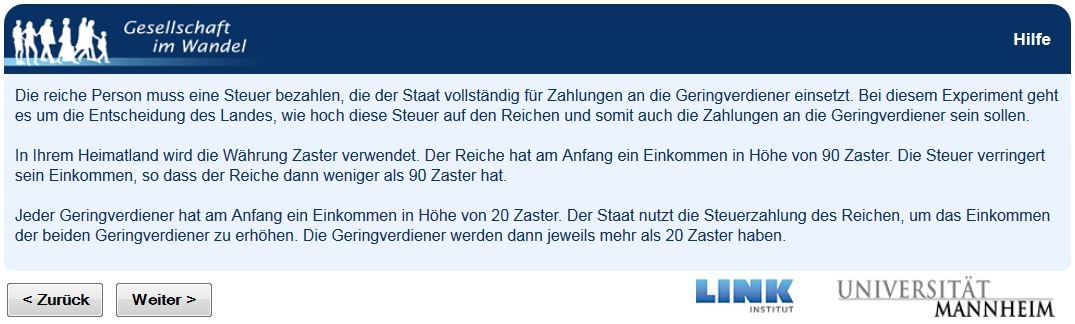 Gesellschaft
im Wandel
Hilfe
Die reiche Person muss eine Steuer bezahlen, die der Staat vollständig für Zahlungen an die Geringverdiener einsetzt. Bei diesem Experiment geht
es um die Entscheidung des Landes, wie hoch diese Steuer auf den Reichen und somit auch die Zahlungen an die Geringverdiener sein sollen.
In Ihrem Heimatland wird die Währung Zaster verwendet. Der Reiche hat am Anfang ein Einkommen in Höhe von 90 Zaster. Die Steuer verringert
sein Einkommen, so dass der Reiche dann weniger als 90 Zaster hat.
Jeder Geringverdiener hat am Anfang ein Einkommen in Höhe von 20 Zaster. Der Staat nutzt die Steuerzahlung des Reichen, um das Einkommen
der beiden Geringverdiener zu erhöhen. Die Geringverdiener werden dann jeweils mehr als 20 Zaster haben.
< Zurück
Weiter >
LINK
INSTITUT
UNIVERSITÄT
MANNHEIM